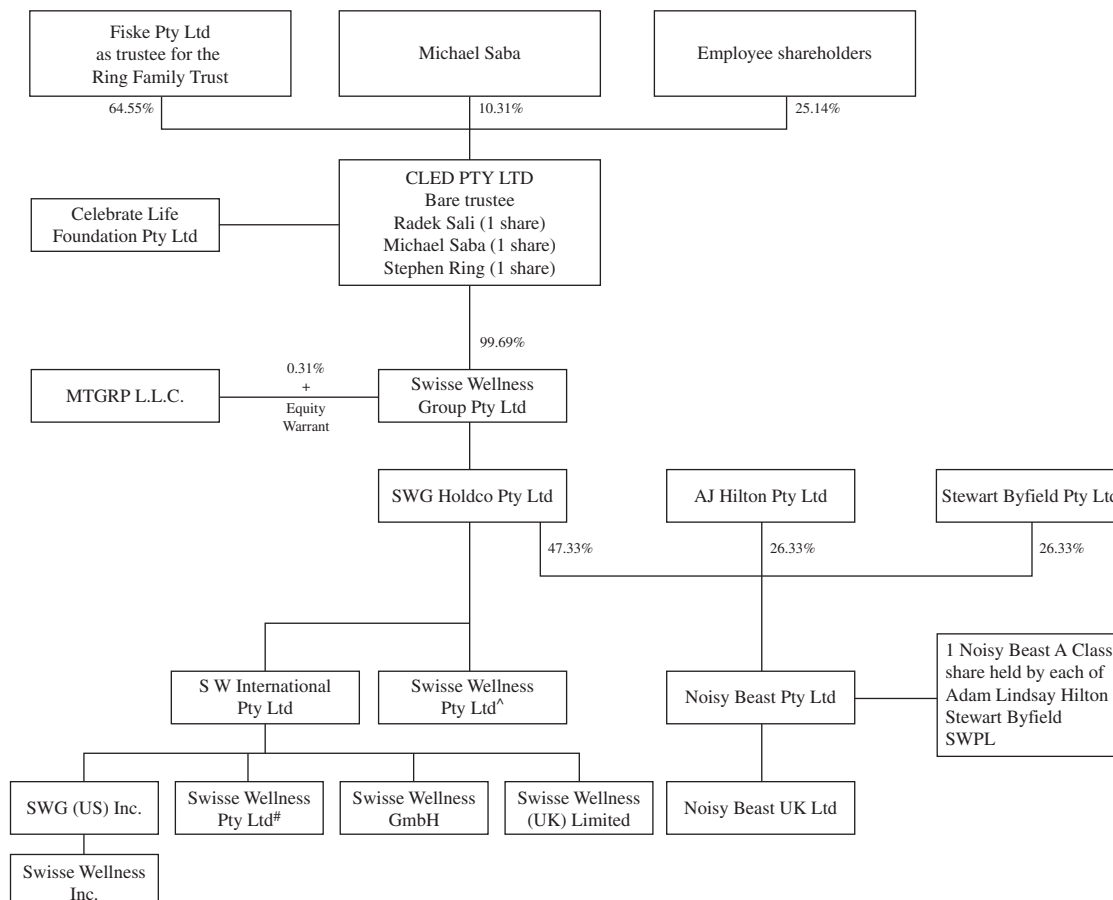 Fiske Pty Ltd
as trustee for the
Ring Family Trust
Michael Saba
Employee shareholders
64.55%
10.31%
25.14%
CLED PTY LTD
Bare trustee
Radek Sali (1 share)
Michael Saba (1 share)
Stephen Ring (1 share)
Celebrate Life
Foundation Pty Ltd
99.69%
MTGRP L.L.C.
0.31%
+
Equity
Warrant
Swisse Wellness
Group Pty Ltd
SWG Holdco Pty Ltd
AJ Hilton Pty Ltd
Stewart Byfield Pty Ltd
47.33%
26.33%
26.33%
S W International
Pty Ltd
Swisse Wellness
Pty Ltd^
Noisy Beast Pty Ltd
1 Noisy Beast A Class
share held by each of
Adam Lindsay Hilton
Stewart Byfield
SWPL
SWG (US) Inc.
Swisse Wellness
Pty Ltd#
Swisse Wellness
GmbH
Swisse Wellness
(UK) Limited
Noisy Beast UK Ltd
Swisse Wellness
Inc.